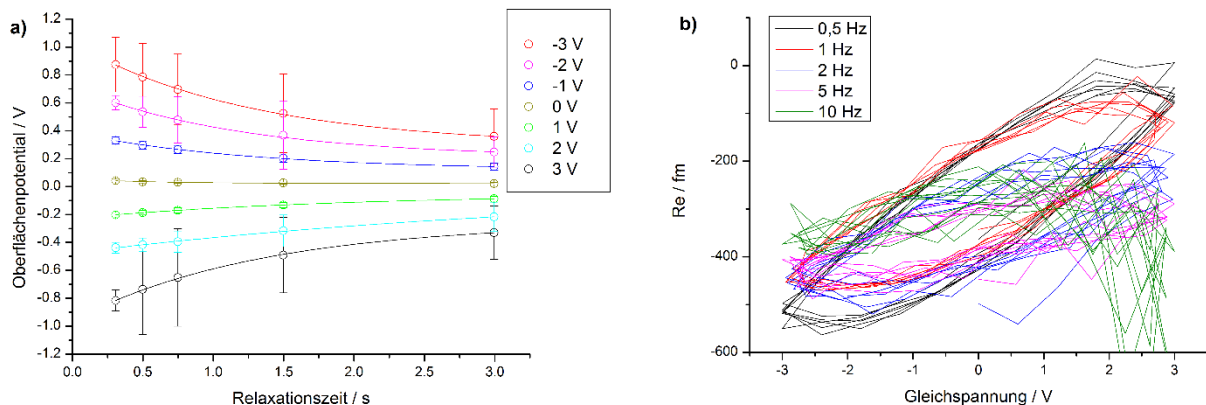 a)
Oberflächenpotential / V
1.2
1.0
0.8
0.6
0.4
0.2
0.0
-0.2
-0.4
-0.6
-0.8
-1.0
-1.2
0.0 0.5 1.0 1.5 2.0 2.5 3.0
Relaxationszeit / s
-3 V
-2 V
-1 V
0 V
1 V
2 V
3 V
b)
Re / fm
0
-200
-400
-600
-3 -2 -1 0 1 2 3
Gleichspannung / V
0,5 Hz
1 Hz
2 Hz
5 Hz
10 Hz